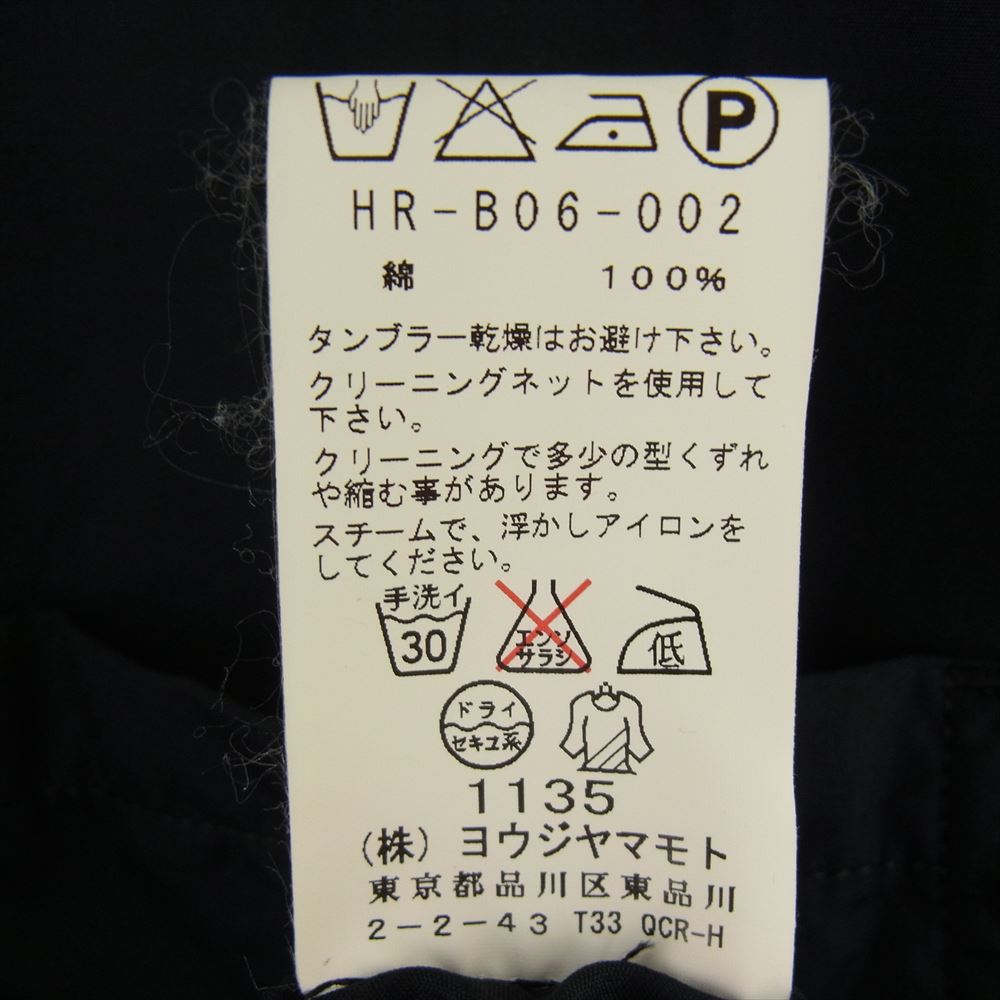 P
HR-B06-002
綿 100%
タンブラー乾燥はお避け下さい。
クリーニングネットを使用して
下さい。
クリーニングで多少の型くずれ
や縮む事があります。
スチームで、浮かしアイロンを
してください。
手洗イ
30
エンソ
サラシ
低
ドライ
セキユ系
1135
(株)ヨウジヤマモト
東京都品川区東品川
2-2-43 T33 QCR-H